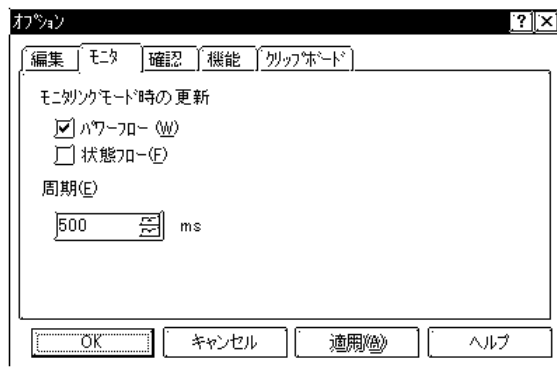 オプション
編集 モニタ 確認 機能 クリップボード
モニタリングモード時の更新
パワーフロー (W)
状態フロー(F)
周期(E)
500 ms
OK キャンセル 適用(A) ヘルプ